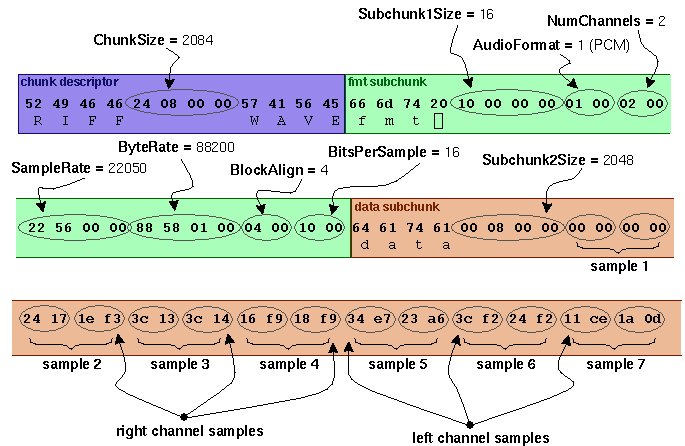 Subchunk1Size = 16
NumChannels = 2
ChunkSize = 2084
AudioFormat = 1 (PCM)
chunk descriptor
fmt subchunk
52 49 46 46 24 08 00 00 57 41 56 45 66 6d 74 20 10 00 00 00 01 00 02 00
R I F F W A V E f m t
ByteRate = 88200
BitsPerSample = 16
SampleRate = 22050
BlockAlign = 4
Subchunk2Size = 2048
data subchunk
22 56 00 00 88 58 01 00 04 00 10 00 64 61 74 61 00 08 00 00 00 00 00 00
d a t a
sample 1
24 17 1e f3 3c 13 3c 14 16 f9 18 f9 34 e7 23 a6 3c f2 24 f2 11 ce 1a 0d
sample 2 sample 3 sample 4 sample 5 sample 6 sample 7
right channel samples
left channel samples